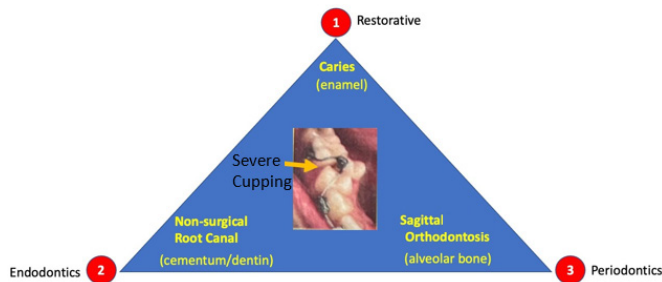 1 Restorative
Caries
(enamel)
Severe
Cupping
Non-surgical
Root Canal
(cementum/dentin)
Sagittal
Orthodontosis
(alveolar bone)
Endodontics 2
3 Periodontics